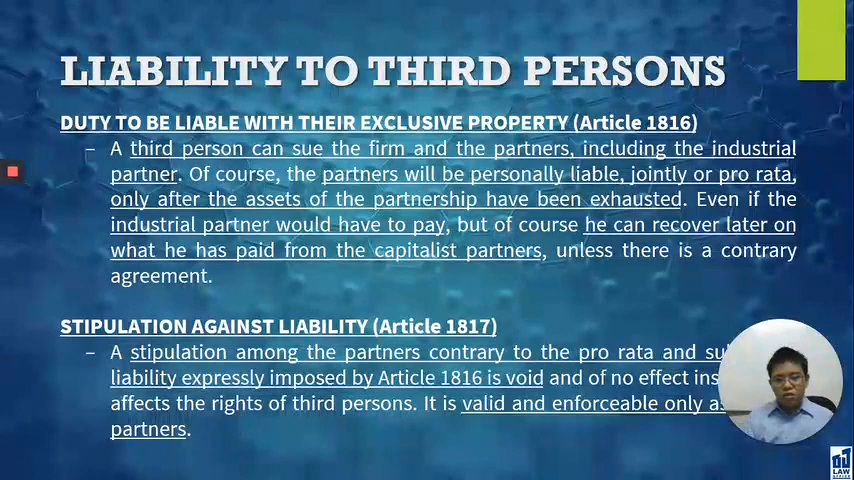 LIABILITY TO THIRD PERSONS
DUTY TO BE LIABLE WITH THEIR EXCLUSIVE PROPERTY (Article 1816)
– A third person can sue the firm and the partners, including the industrial
partner. Of course, the partners will be personally liable, jointly or pro rata,
only after the assets of the partnership have been exhausted. Even if the
industrial partner would have to pay, but of course he can recover later on
what he has paid from the capitalist partners, unless there is a contrary
agreement.
STIPULATION AGAINST LIABILITY (Article 1817)
– A stipulation among the partners contrary to the pro rata and
liability expressly imposed by Article 1816 is void and of no effect
affects the rights of third persons. It is valid and enforceable only
partners.
LAW